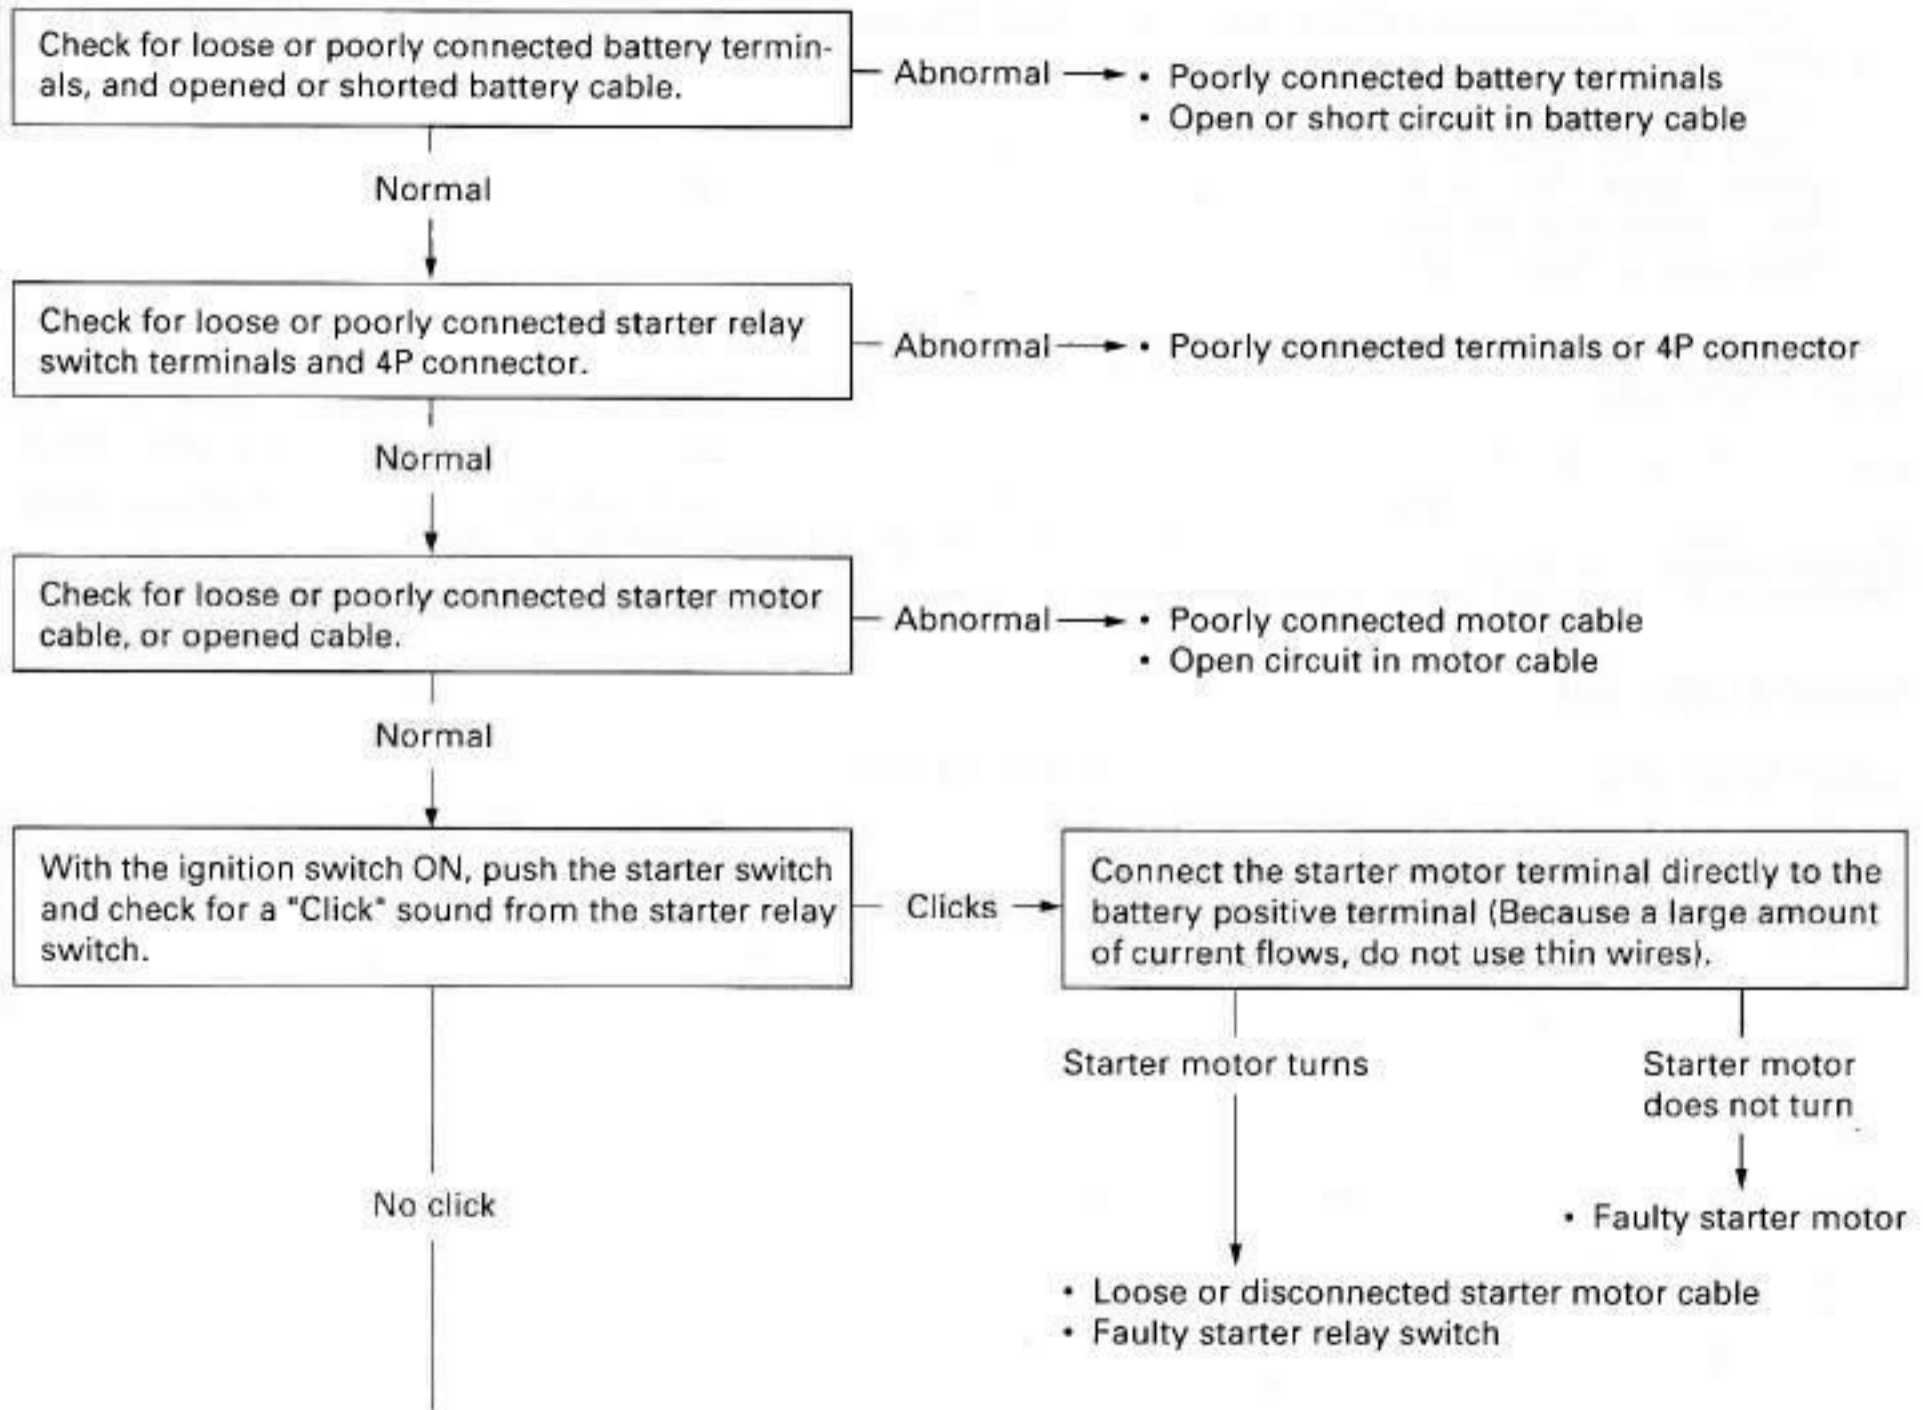 Check for loose or poorly connected battery termin-
als, and opened or shorted battery cable.
Abnormal
• Poorly connected battery terminals
• Open or short circuit in battery cable
Normal
Check for loose or poorly connected starter relay
switch terminals and 4P connector.
Abnormal
• Poorly connected terminals or 4P connector
Normal
Check for loose or poorly connected starter motor
cable, or opened cable.
Abnormal
• Poorly connected motor cable
• Open circuit in motor cable
Normal
With the ignition switch ON, push the starter switch
and check for a "Click" sound from the starter relay
switch.
Clicks
Connect the starter motor terminal directly to the
battery positive terminal (Because a large amount
of current flows, do not use thin wires).
Starter motor turns
Starter motor
does not turn
No click
• Faulty starter motor
• Loose or disconnected starter motor cable
• Faulty starter relay switch